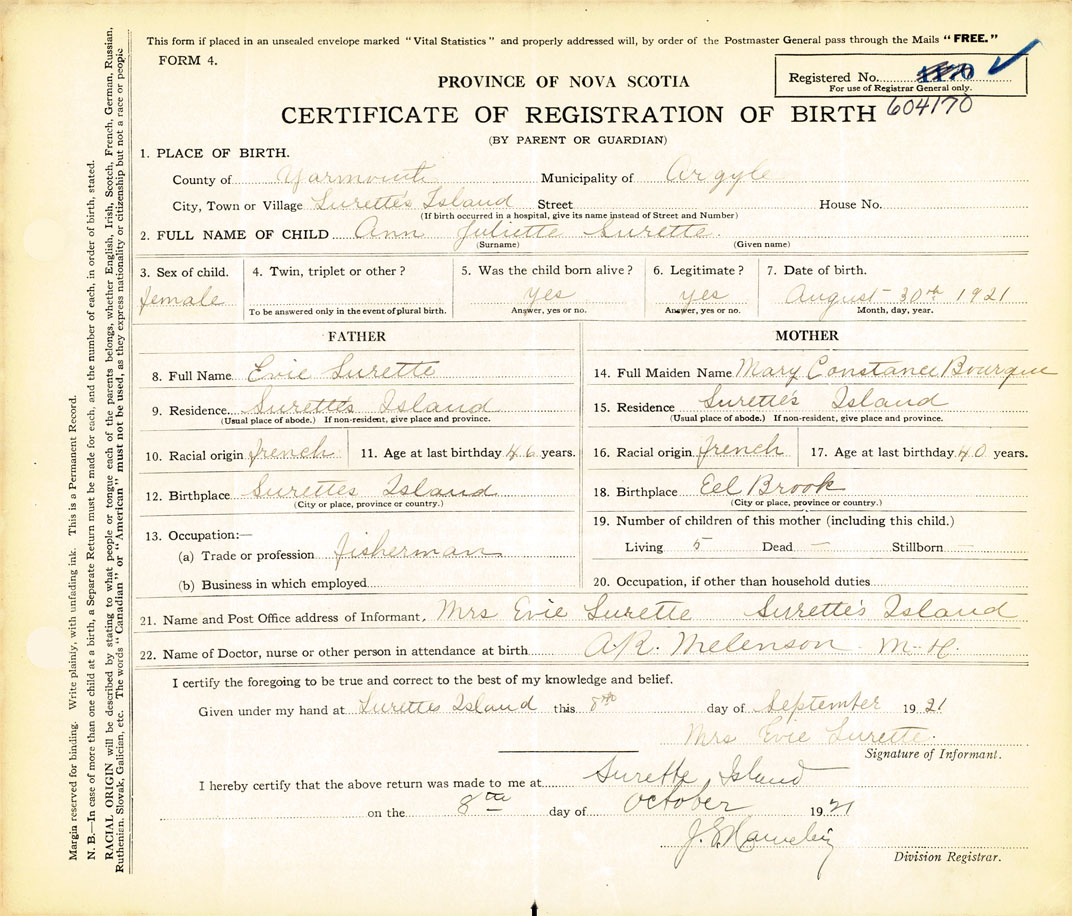 This form if placed in an unsealed envelope marked "Vital Statistics" and properly addressed will, by order of the Postmaster General pass through the Mails "FREE."
FORM 4.
Registered No.
For use of Registrar General only.
604170
PROVINCE OF NOVA SCOTIA
CERTIFICATE OF REGISTRATION OF BIRTH
(BY PARENT OR GUARDIAN)
1. PLACE OF BIRTH.
County of Yarmouth Municipality of Argyle
City, Town or Village Surette's Island Street House No.
(If birth occurred in a hospital, give its name instead of Street and Number)
2. FULL NAME OF CHILD Ann Juliette Surette.
(Surname) (Given name)
3. Sex of child. 4. Twin, triplet or other? 5. Was the child born alive? 6. Legitimate? 7. Date of birth.
female yes yes August 30th 1921
To be answered only in the event of plural birth. Answer, yes or no. Answer, yes or no. Month, day, year.
FATHER
8. Full Name Evie Surette
9. Residence Surette's Island
(Usual place of abode.) If non-resident, give place and province.
10. Racial origin french 11. Age at last birthday 46 years.
12. Birthplace Surettes Island
(City or place, province or country.)
13. Occupation:—
(a) Trade or profession fisherman
(b) Business in which employed
MOTHER
14. Full Maiden Name Mary Constance Bourque
15. Residence Surette's Island
(Usual place of abode.) If non-resident, give place and province.
16. Racial origin french 17. Age at last birthday 40 years.
18. Birthplace Eel Brook
(City or place, province or country.)
19. Number of children of this mother (including this child.)
Living 5 Dead — Stillborn —
20. Occupation, if other than household duties
21. Name and Post Office address of Informant, Mrs Evie Surette Surette's Island
22. Name of Doctor, nurse or other person in attendance at birth A.R. Melenson
I certify the foregoing to be true and correct to the best of my knowledge and belief.
Given under my hand at Surettes Island this 8th day of September 1921
Mrs Evie Surette.
Signature of Informant.
I hereby certify that the above return was made to me at Surette Island
on the 8th day of October 1921
Division Registrar.
Margin reserved for binding. Write plainly, with unfading ink. This is a Permanent Record.
N. B.—In case of more than one child at a birth, a Separate Return must be made for each, and the number of each, in order of birth, stated.
RACIAL ORIGIN will be described by stating to what people or tongue each of the parents belongs, whether English, Irish, Scotch, French, German, Russian,
Ruthenian, Slovak, Galician, etc. The words "Canadian" or "American" must not be used, as they express nationality or citizenship but not a race or people